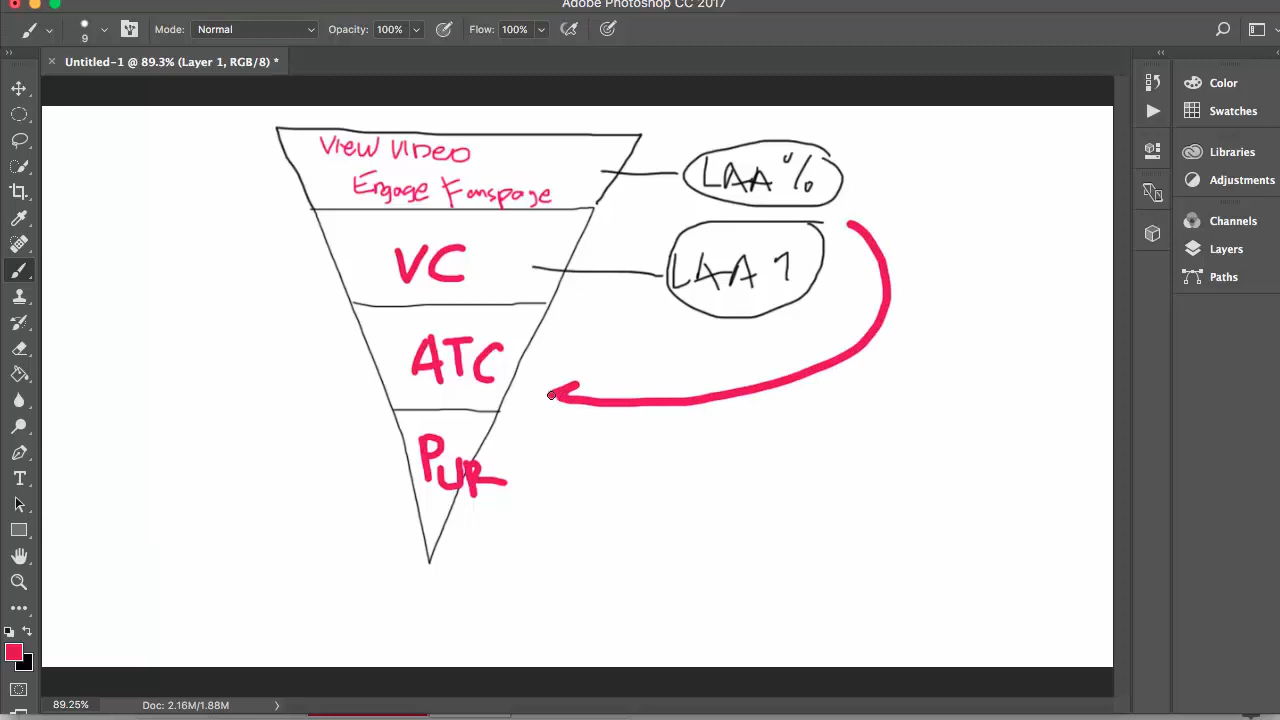 Adobe Photoshop CC 2017
9
Mode: Normal
Opacity: 100%
Flow: 100%
Untitled-1 @ 89.3% (Layer 1, RGB/8) *
View Video
Engage Fanspage
LAA %
VC
LAA 1
ATC
PUR
Color
Swatches
Libraries
Adjustments
Channels
Layers
Paths
89.25%
Doc: 2.16M/1.88M